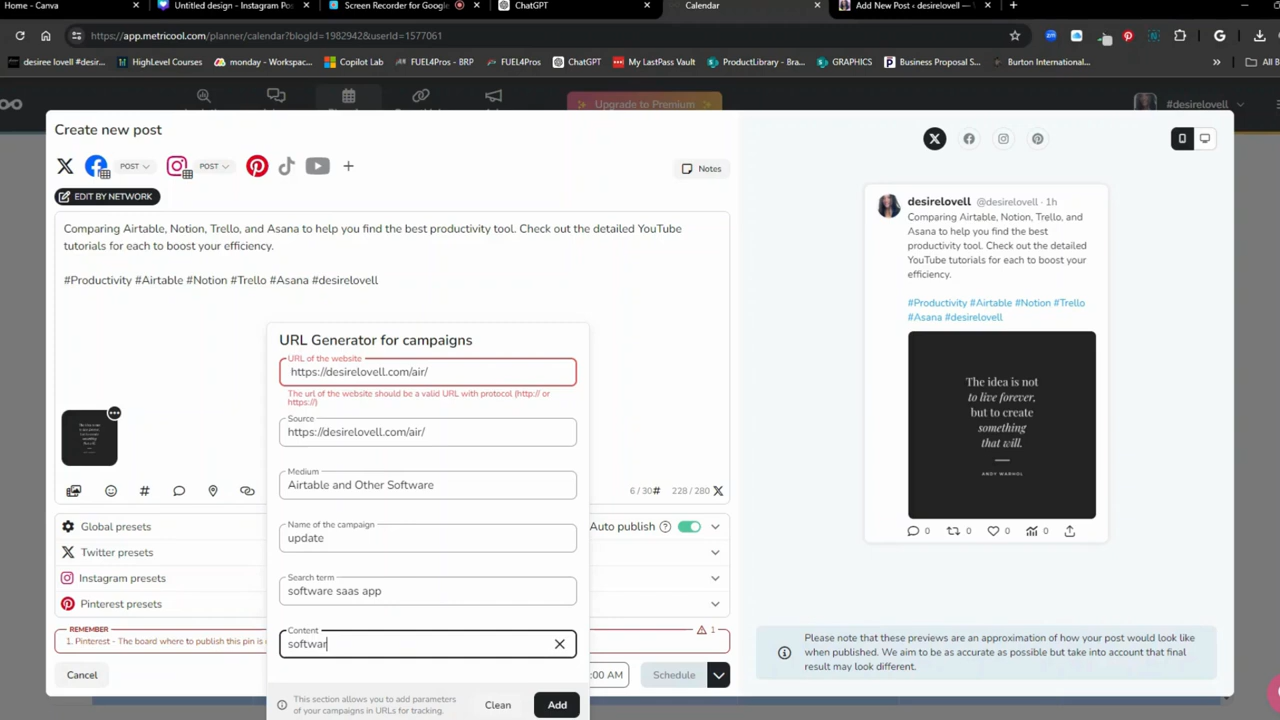 Home - Canva
Untitled design - Instagram Pos
Screen Recorder for Google
ChatGPT
Calendar
Add New Post ‹ desirelovell —
https://app.metricool.com/planner/calendar?blogId=1982942&userId=1577061
desiree lovell #desir...
HighLevel Courses
monday - Workspac...
Copilot Lab
FUEL4Pros - BRP
FUEL4Pros - SOP
ChatGPT
My LastPass Vault
ProductLibrary - Bra...
GRAPHICS
Business Proposal S...
Burton International...
All B
Upgrade to Premium
#desirelovell
Create new post
POST
POST
Notes
EDIT BY NETWORK
Comparing Airtable, Notion, Trello, and Asana to help you find the best productivity tool. Check out the detailed YouTube
tutorials for each to boost your efficiency.
#Productivity #Airtable #Notion #Trello #Asana #desirelovell
6 / 30 #
228 / 280
Global presets
Auto publish
Twitter presets
Instagram presets
Pinterest presets
REMEMBER
1
1. Pinterest - The board where to publish this pin is
Cancel
:00 AM
Schedule
URL Generator for campaigns
URL of the website
https://desirelovell.com/air/
The url of the website should be a valid URL with protocol (http:// or
https://)
Source
https://desirelovell.com/air/
Medium
Airtable and Other Software
Name of the campaign
update
Search term
software saas app
Content
softwar
This section allows you to add parameters
of your campaigns in URLs for tracking.
Clean
Add
desirelovell @desirelovell · 1h
Comparing Airtable, Notion, Trello, and
Asana to help you find the best
productivity tool. Check out the detailed
YouTube tutorials for each to boost your
efficiency.
#Productivity #Airtable #Notion #Trello
#Asana #desirelovell
The idea is not
to live forever,
but to create
something
that will.
ANDY WARHOL
0
0
0
0
Please note that these previews are an approximation of how your post would look like
when published. We aim to be as accurate as possible but take into account that final
result may look different.